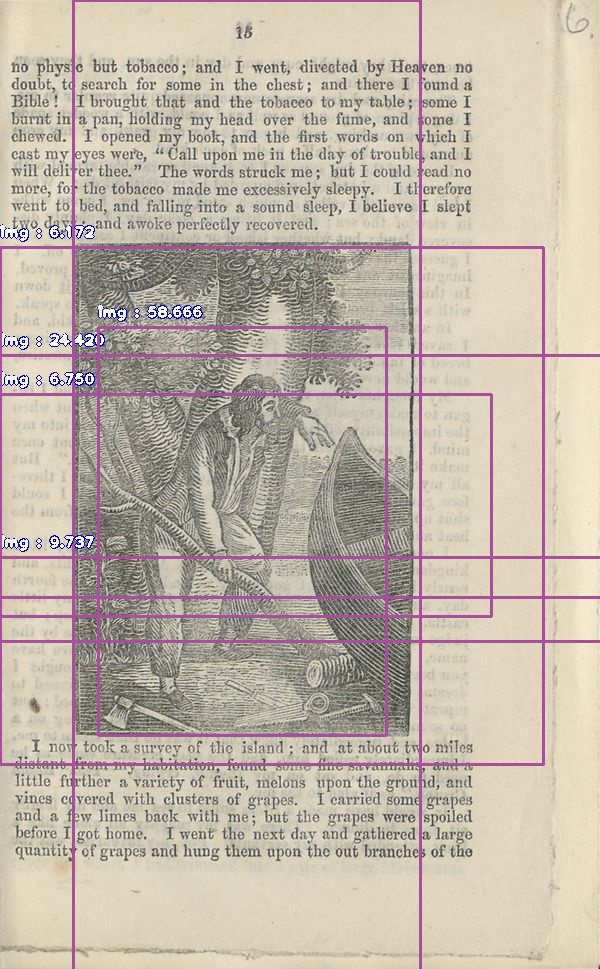 15
6.
no physic but tobacco; and I went, directed by Heaven no
doubt, to search for some in the chest; and there I found a
Bible! I brought that and the tobacco to my table; some I
burnt in a pan, holding my head over the fume, and some I
chewed. I opened my book, and the first words on which I
cast my eyes were, “Call upon me in the day of trouble, and I
will deliver thee.” The words struck me; but I could read no
more, for the tobacco made me excessively sleepy. I therefore
went to bed, and falling into a sound sleep, I believe I slept
two days; and awoke perfectly recovered.
Img : 6.172
Img : 58.666
Img : 24.420
Img : 6.750
Img : 9.737
I now took a survey of the island; and at about two miles
distant from my habitation, found some fine savannahs, and a
little further a variety of fruit, melons upon the ground, and
vines covered with clusters of grapes. I carried some grapes
and a few limes back with me; but the grapes were spoiled
before I got home. I went the next day and gathered a large
quantity of grapes and hung them upon the out branches of the